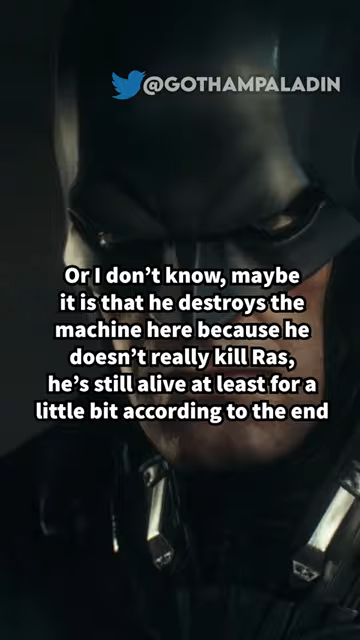 @GOTHAMPALADIN
Or I don't know, maybe
it is that he destroys the
machine here because he
doesn't really kill Ras,
he's still alive at least for a
little bit according to the end